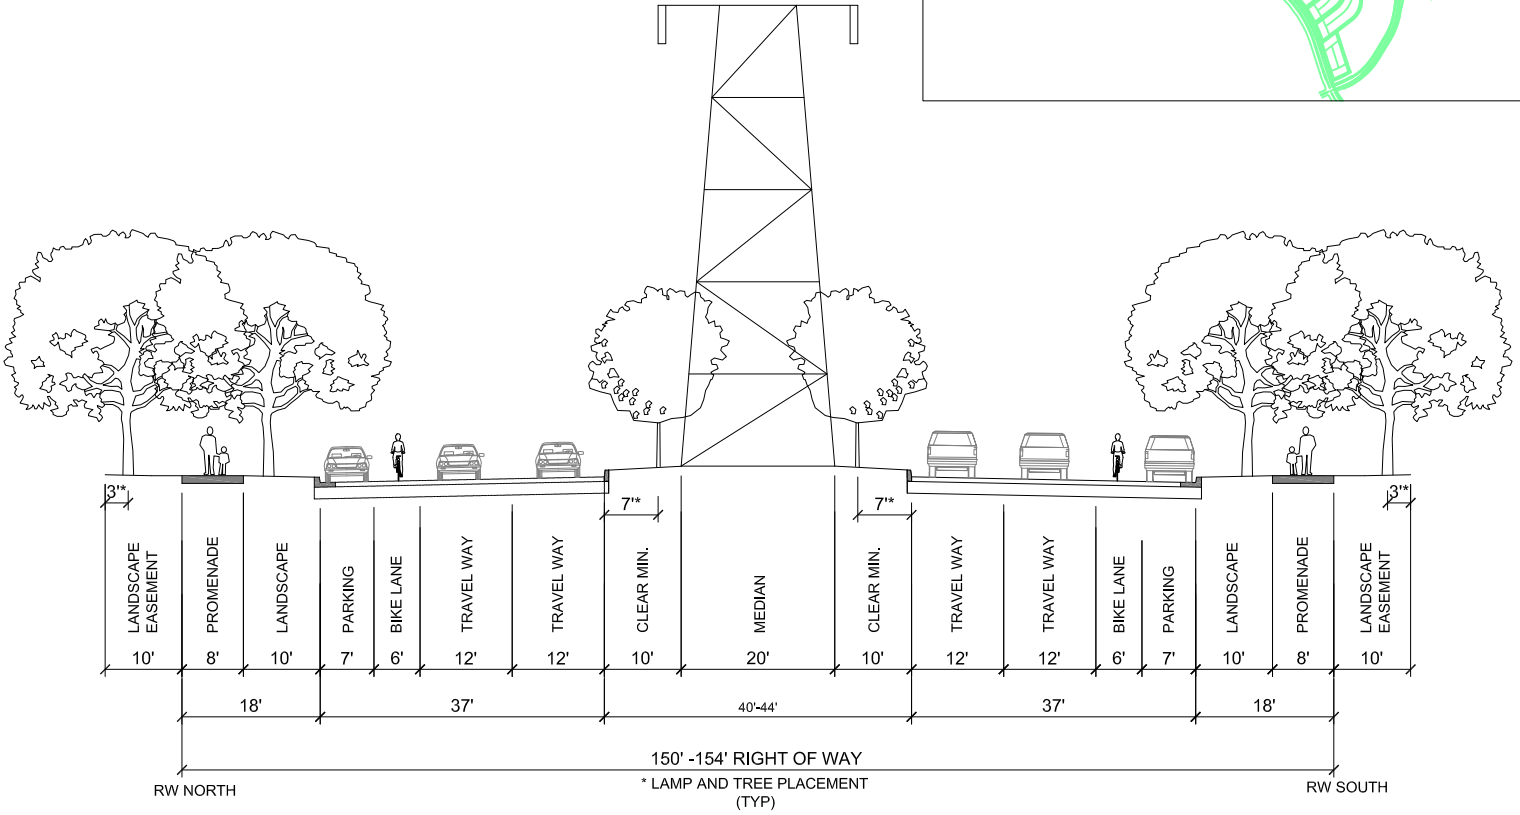 3'*
7'*
7'*
3'*
LANDSCAPE
EASEMENT
PROMENADE
LANDSCAPE
PARKING
BIKE LANE
TRAVEL WAY
TRAVEL WAY
CLEAR MIN.
MEDIAN
CLEAR MIN.
TRAVEL WAY
TRAVEL WAY
BIKE LANE
PARKING
LANDSCAPE
PROMENADE
LANDSCAPE
EASEMENT
10' 8' 10' 7' 6' 12' 12' 10' 20' 10' 12' 12' 6' 7' 10' 8' 10'
18' 37' 40'-44' 37' 18'
150' -154' RIGHT OF WAY
* LAMP AND TREE PLACEMENT
(TYP)
RW NORTH
RW SOUTH